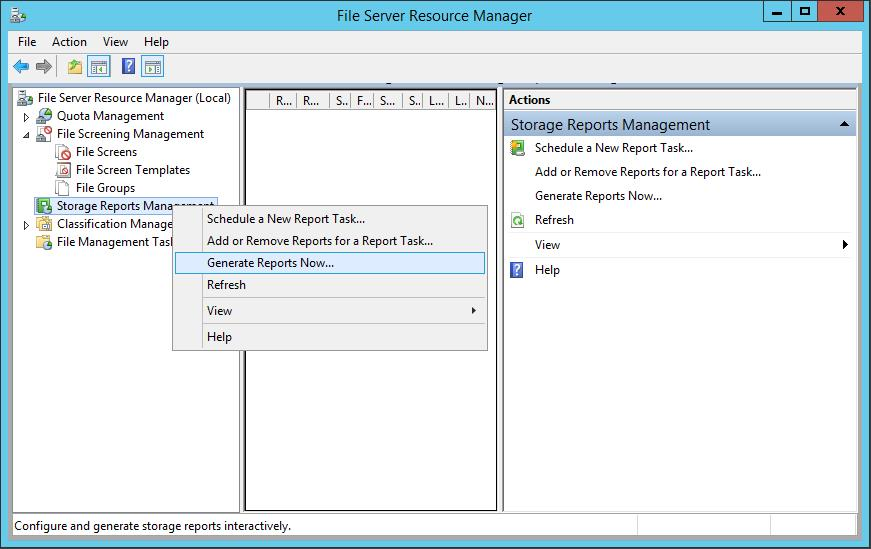 File Server Resource Manager
File Action View Help
File Server Resource Manager (Local)
Quota Management
File Screening Management
File Screens
File Screen Templates
File Groups
Storage Reports Management
Classification Manage
File Management Tas
R... R... S.. F... S... S.. L... L.. N...
Schedule a New Report Task...
Add or Remove Reports for a Report Task...
Generate Reports Now...
Refresh
View
Help
Actions
Storage Reports Management
Schedule a New Report Task...
Add or Remove Reports for a Report Task...
Generate Reports Now...
Refresh
View
Help
Configure and generate storage reports interactively.